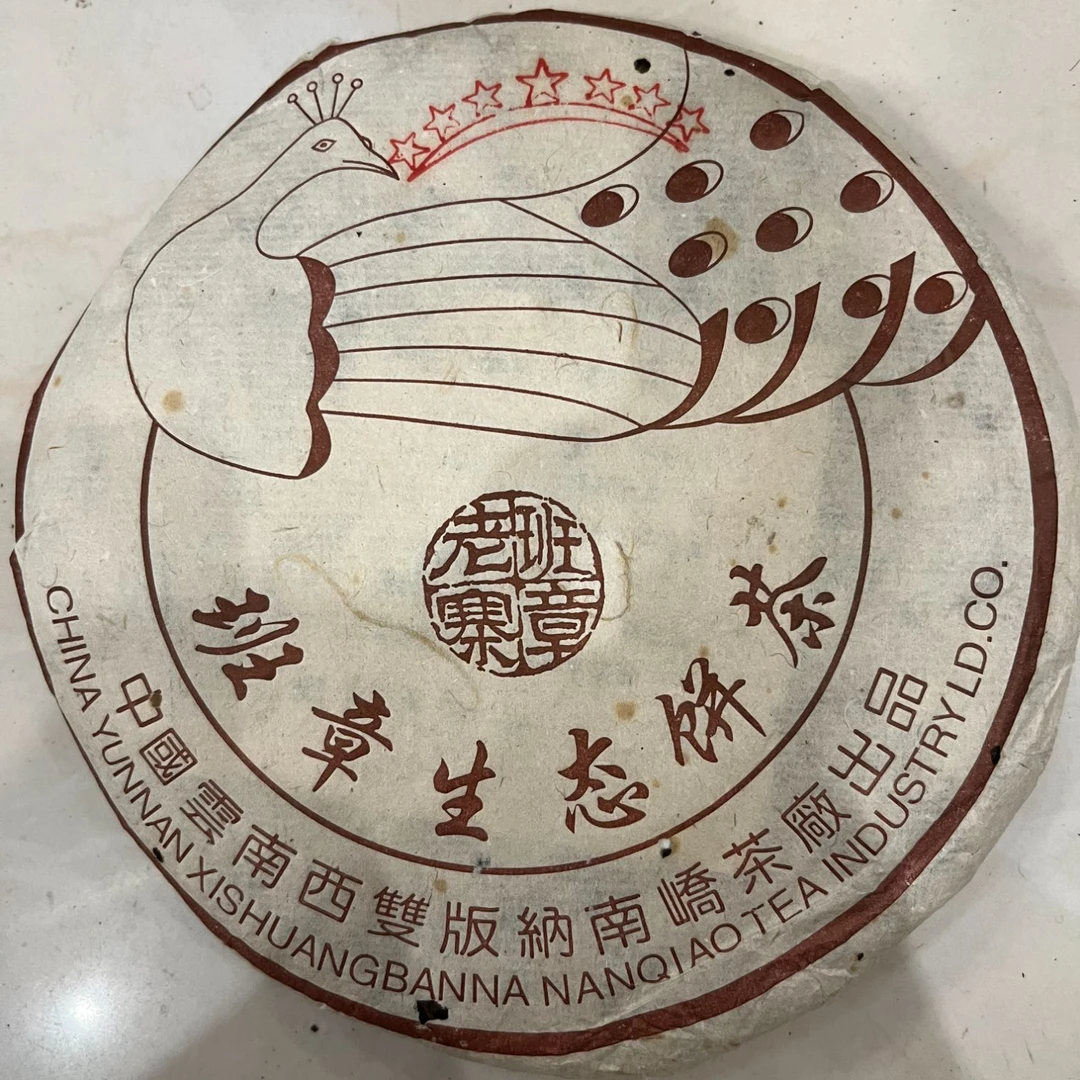 班章
老寨
班章生态饼茶
中國雲南西雙版納南嶠茶廠出品
CHINA YUNNAN XISHUANGBANNA NANQIAO TEA INDUSTRY LD.CO.